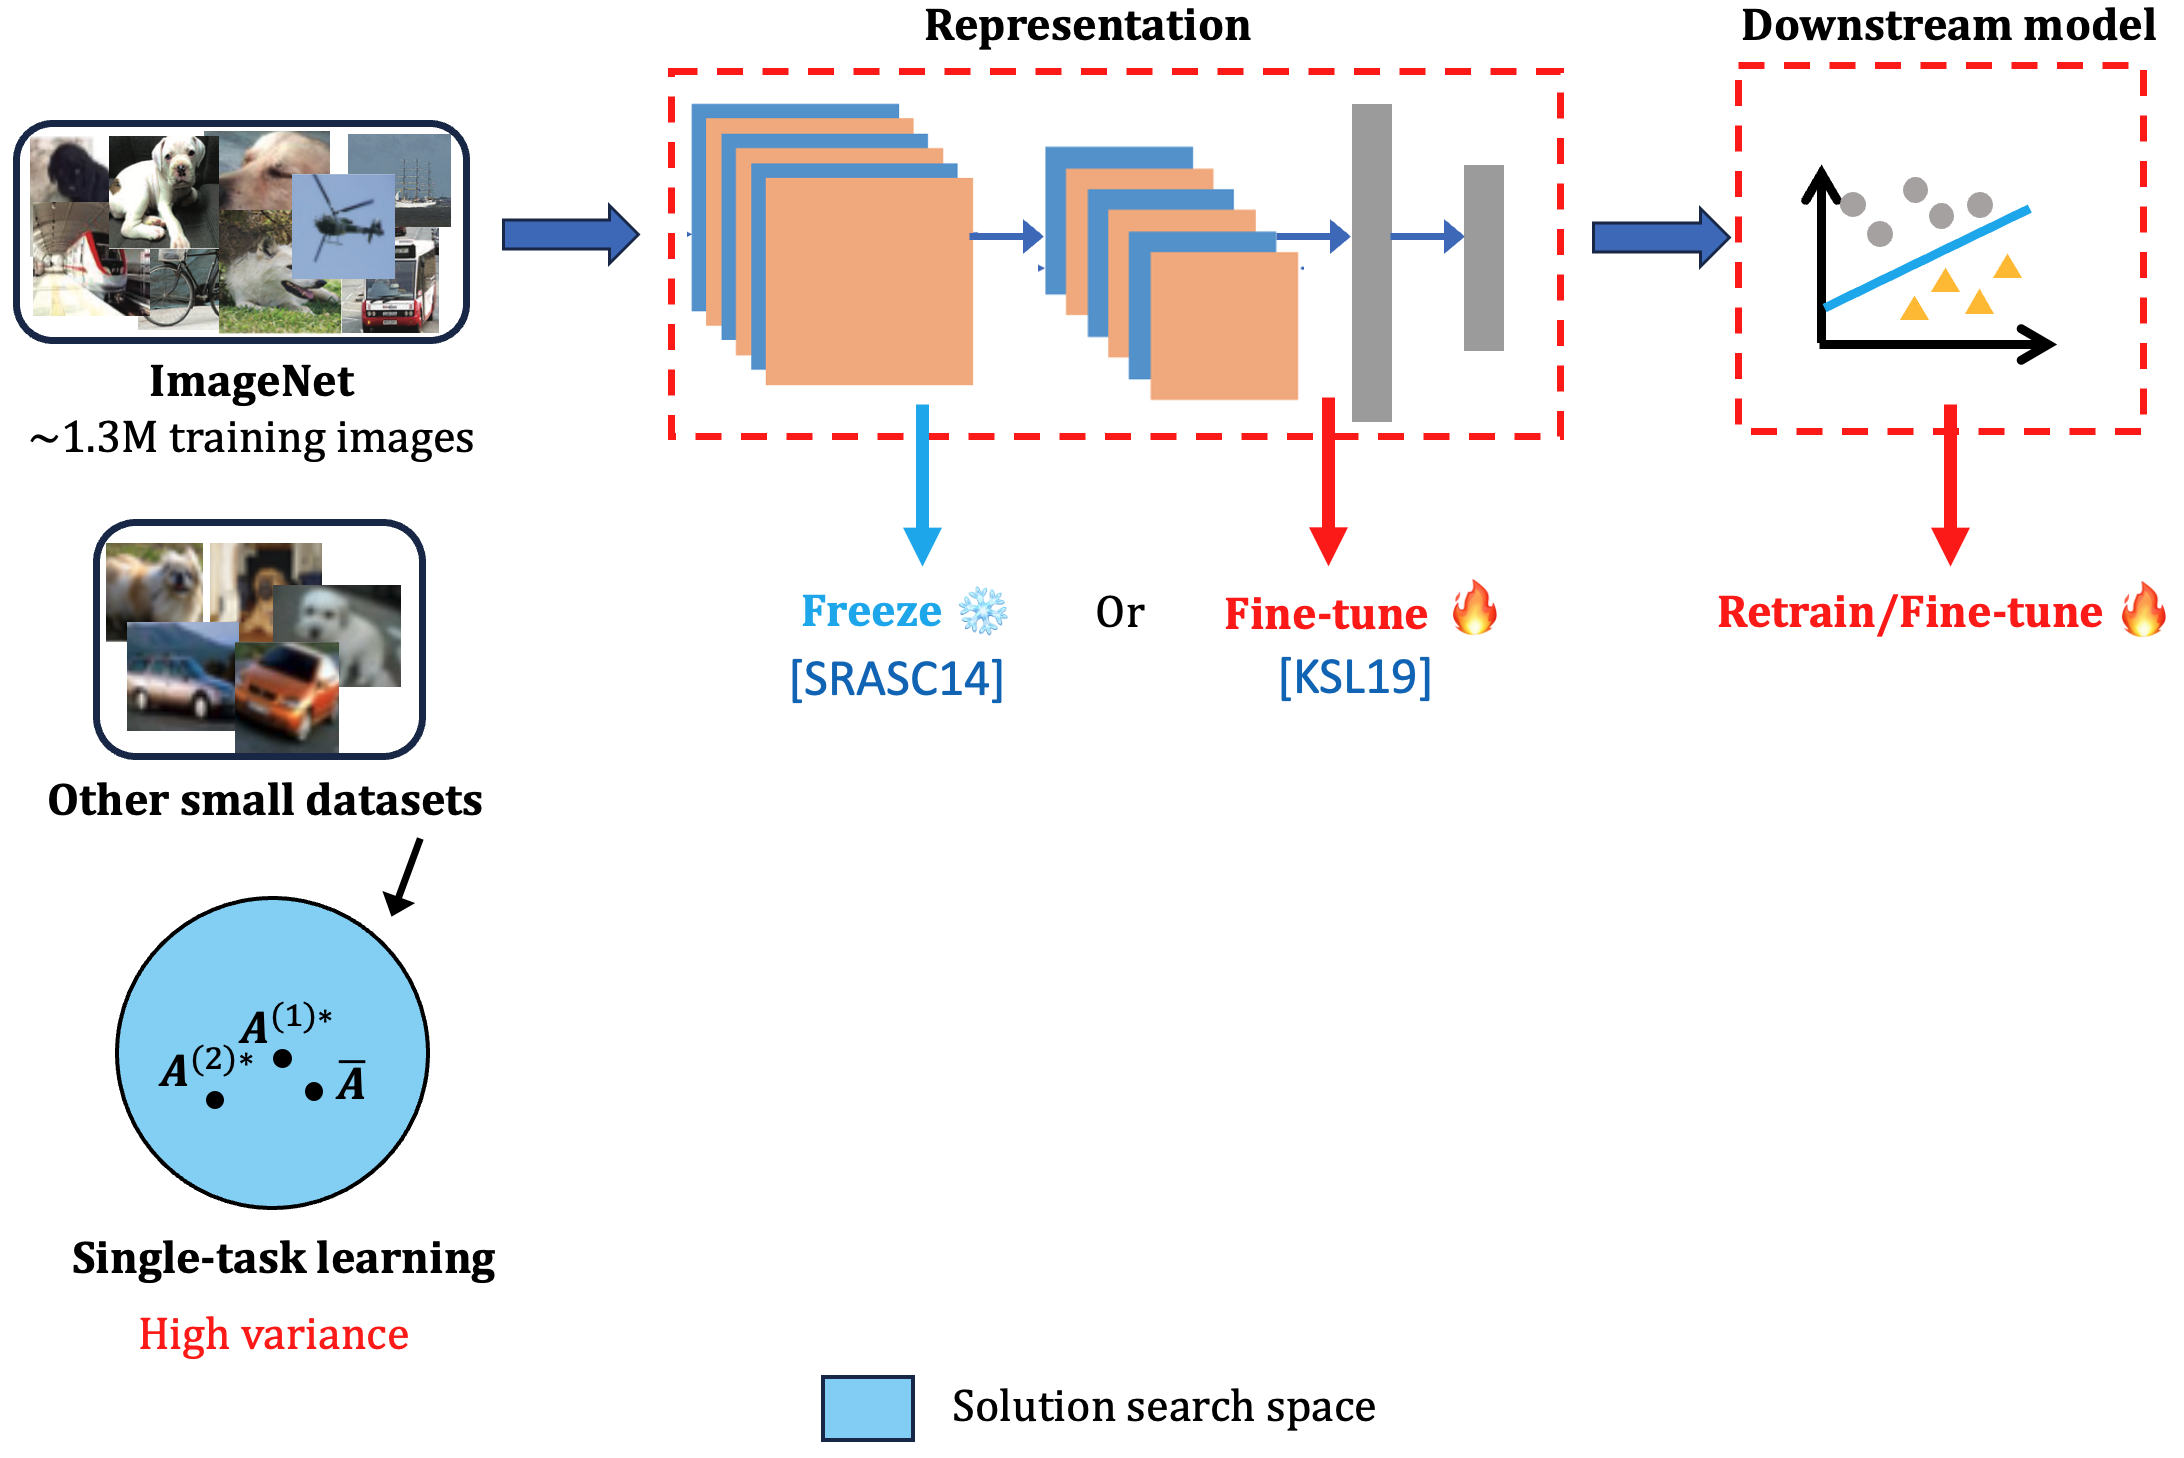 Representation
Downstream model
ImageNet
~1.3M training images
Freeze
Or
Fine-tune
Retrain/Fine-tune
[SRASC14]
[KSL19]
Other small datasets
A^(1)*
A^(2)*
A̅
Single-task learning
High variance
Solution search space